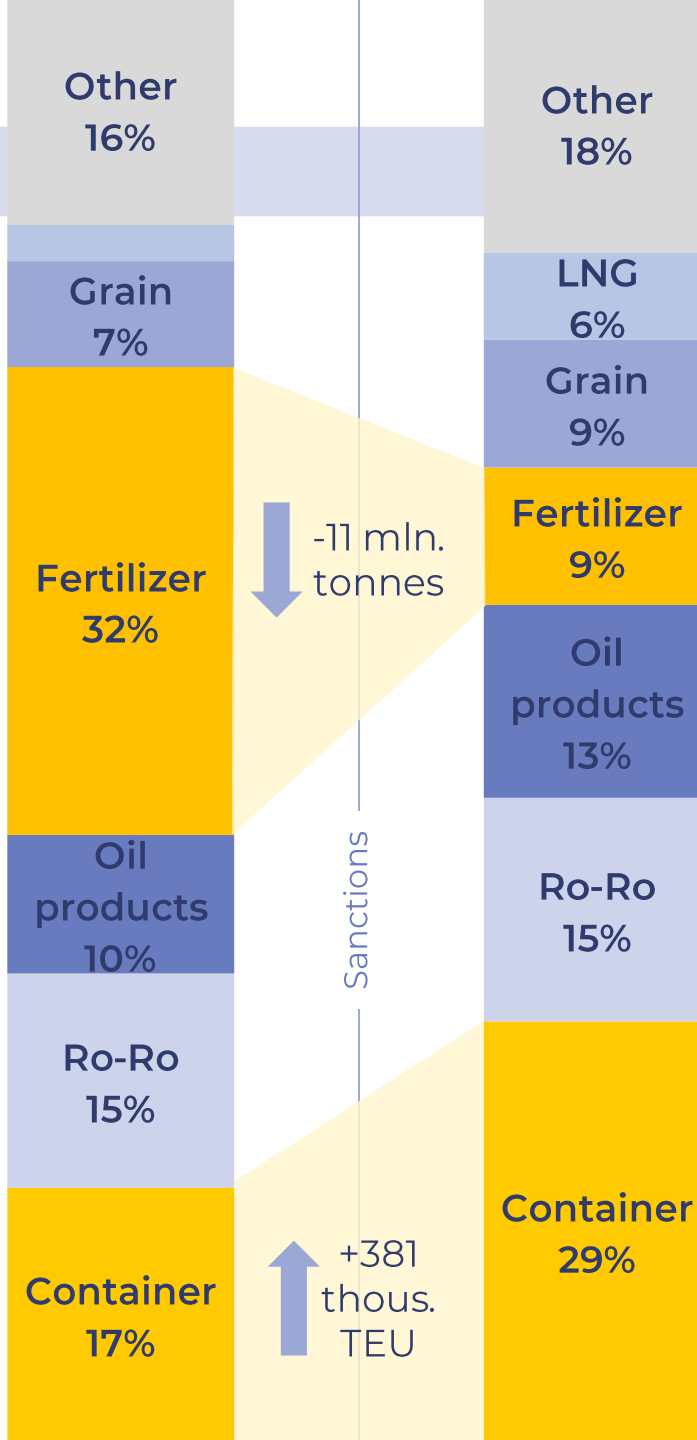 Other
16%
Grain
7%
Fertilizer
32%
Oil
products
10%
Ro-Ro
15%
Container
17%
-11 mln.
tonnes
Sanctions
+381
thous.
TEU
Other
18%
LNG
6%
Grain
9%
Fertilizer
9%
Oil
products
13%
Ro-Ro
15%
Container
29%